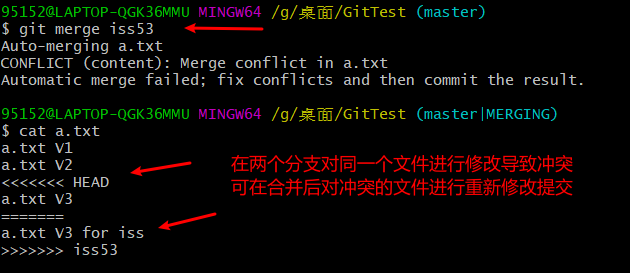 95152@LAPTOP-QGK36MMU MINGW64 /g/桌面/GitTest (master)
$ git merge iss53
Auto-merging a.txt
CONFLICT (content): Merge conflict in a.txt
Automatic merge failed; fix conflicts and then commit the result.
95152@LAPTOP-QGK36MMU MINGW64 /g/桌面/GitTest (master|MERGING)
$ cat a.txt
a.txt V1
a.txt V2
<<<<<<< HEAD
a.txt V3
=======
a.txt V3 for iss
>>>>>>> iss53
在两个分支对同一个文件进行修改导致冲突
可在合并后对冲突的文件进行重新修改提交